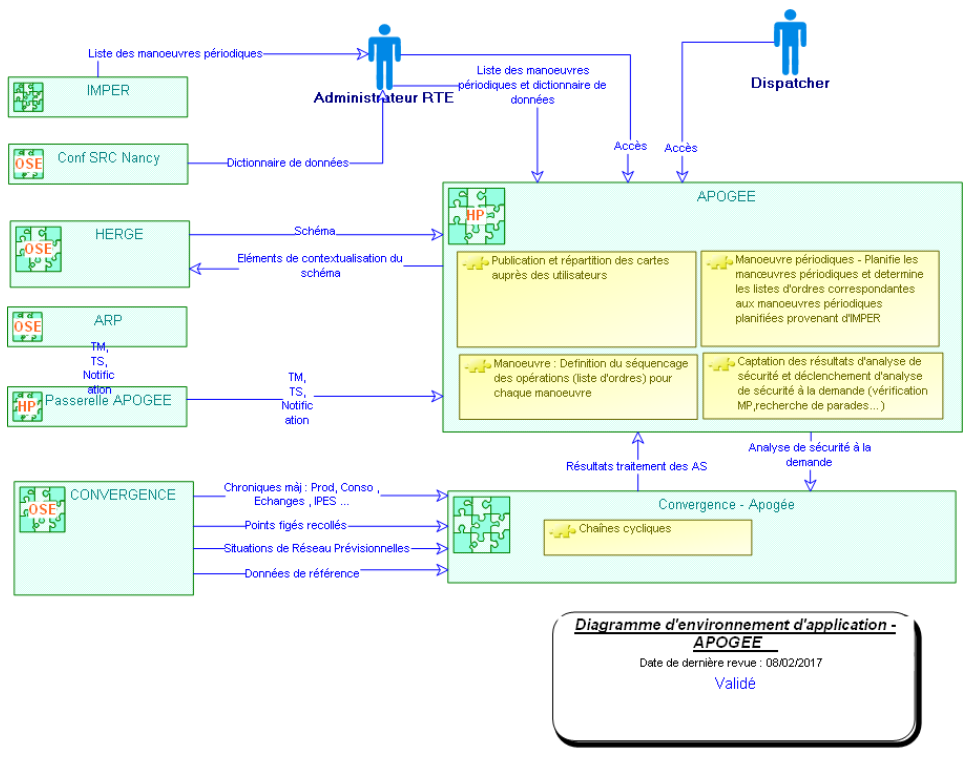 Liste des manoeuvres périodiques
IMPER
Administrateur RTE
Liste des manoeuvres
périodiques et dictionnaire de
données
Dispatcher
Accès
Accès
OSE
Conf SRC Nancy
Dictionnaire de données
APOGEE
HP
OSE
HERGE
Schéma
Eléments de contextualisation du
schéma
Publication et répartition des cartes
auprès des utilisateurs
Manoeuvre périodiques - Planifie les
manœuvres périodiques et determine
les listes d'ordres correspondantes
aux manoeuvres périodiques
planifiées provenant d'IMPER
OSE
ARP
TM,
TS,
Notific
ation
HP
Passerelle APOGEE
TM,
TS,
Notific
ation
Manoeuvre : Definition du séquencage
des opérations (liste d'ordres) pour
chaque manoeuvre
Captation des résultats d'analyse de
sécurité et déclenchement d'analyse
de sécurité à la demande (vérification
MP,recherche de parades...)
Résultats traitement des AS
Analyse de sécurité à la
demande
OSE
CONVERGENCE
Chroniques màj : Prod, Conso ,
Echanges , IPES ...
Points figés recollés
Situations de Réseau Prévisionnelles
Données de référence
Convergence - Apogée
Chaînes cycliques
Diagramme d'environnement d'application -
APOGEE
Date de dernière revue : 08/02/2017
Validé